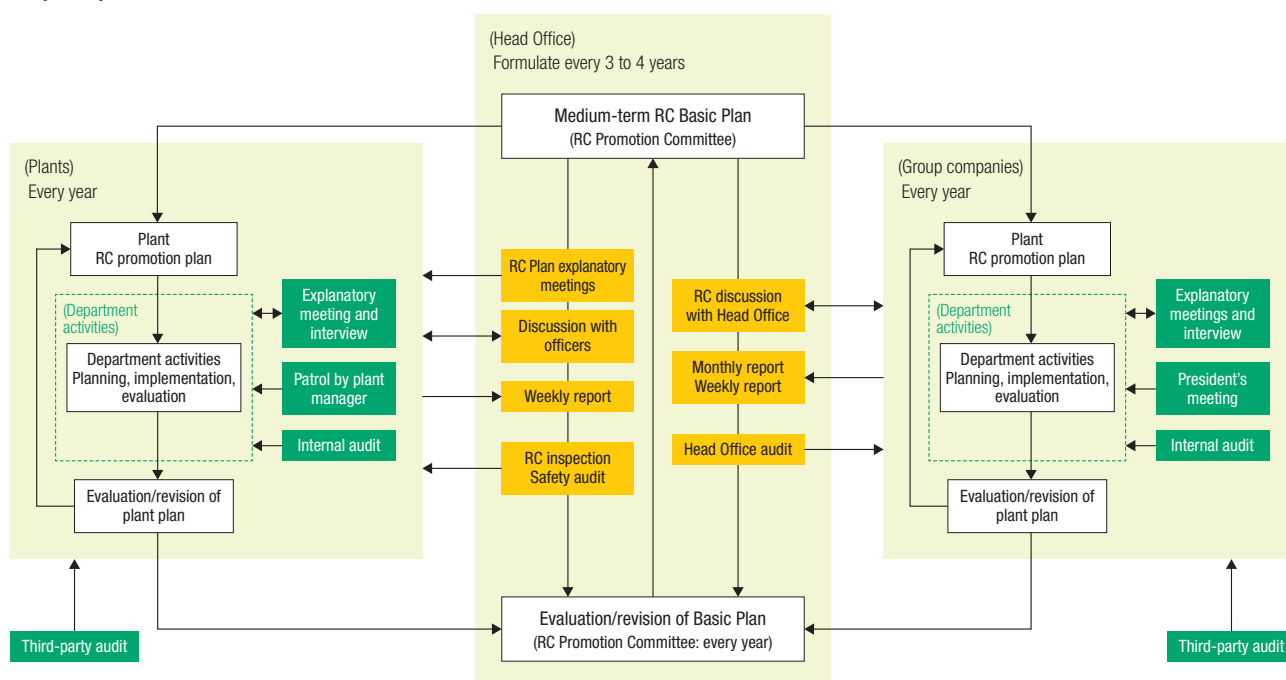 (Head Office)
Formulate every 3 to 4 years
Medium-term RC Basic Plan
(RC Promotion Committee)
(Plants)
Every year
Plant
RC promotion plan
(Department
activities)
Explanatory
meeting and
interview
Department activities
Planning, implementation,
evaluation
Patrol by plant
manager
Internal audit
Evaluation/revision of
plant plan
Third-party audit
RC Plan explanatory
meetings
Discussion with
officers
Weekly report
RC inspection
Safety audit
RC discussion
with Head Office
Monthly report
Weekly report
Head Office audit
Evaluation/revision of Basic Plan
(RC Promotion Committee: every year)
(Group companies)
Every year
Plant
RC promotion plan
(Department
activities)
Explanatory
meetings and
interview
Department activities
Planning, implementation,
evaluation
President's
meeting
Internal audit
Evaluation/revision of
plant plan
Third-party audit